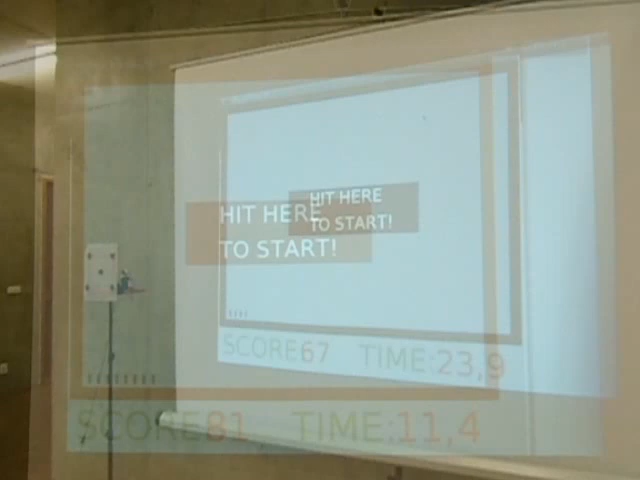 HIT HERE
TO START!
HIT HERE
TO START!
SCORE67 TIME:23,9
SCORE81 TIME:11,4